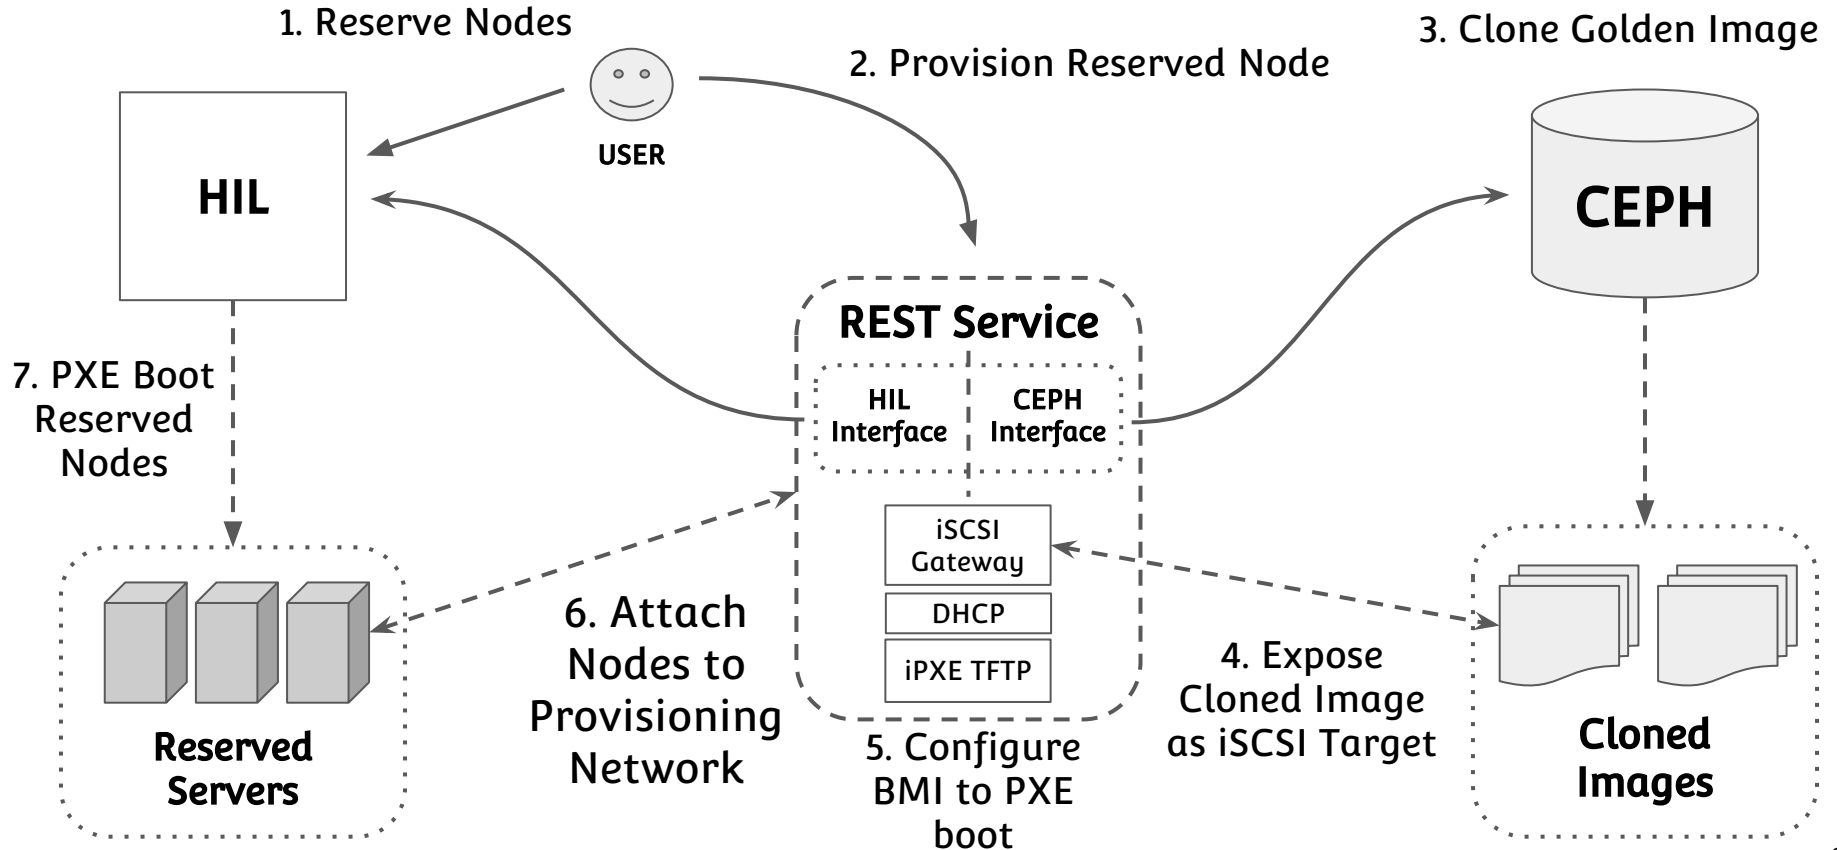 1. Reserve Nodes
2. Provision Reserved Node
3. Clone Golden Image
USER
HIL
CEPH
REST Service
HIL
Interface
CEPH
Interface
7. PXE Boot
Reserved
Nodes
iSCSI
Gateway
DHCP
iPXE TFTP
6. Attach
Nodes to
Provisioning
Network
4. Expose
Cloned Image
as iSCSI Target
5. Configure
BMI to PXE
boot
Reserved
Servers
Cloned
Images